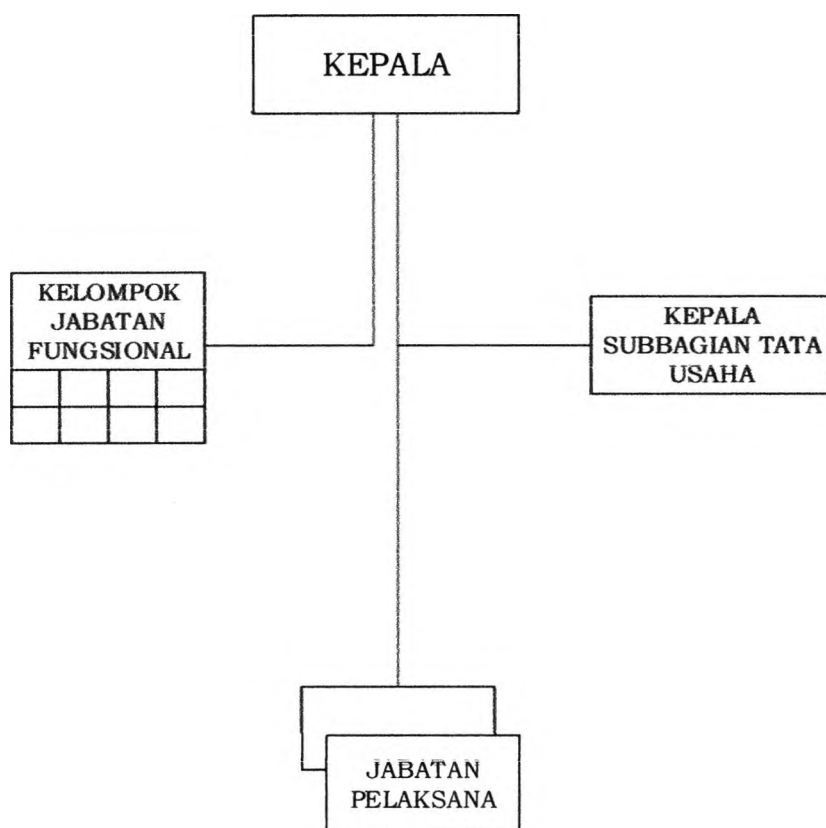 KEPALA
KELOMPOK
JABATAN
FUNGSIONAL
KEPALA
SUBBAGIAN TATA
USAHA
JABATAN
PELAKSANA